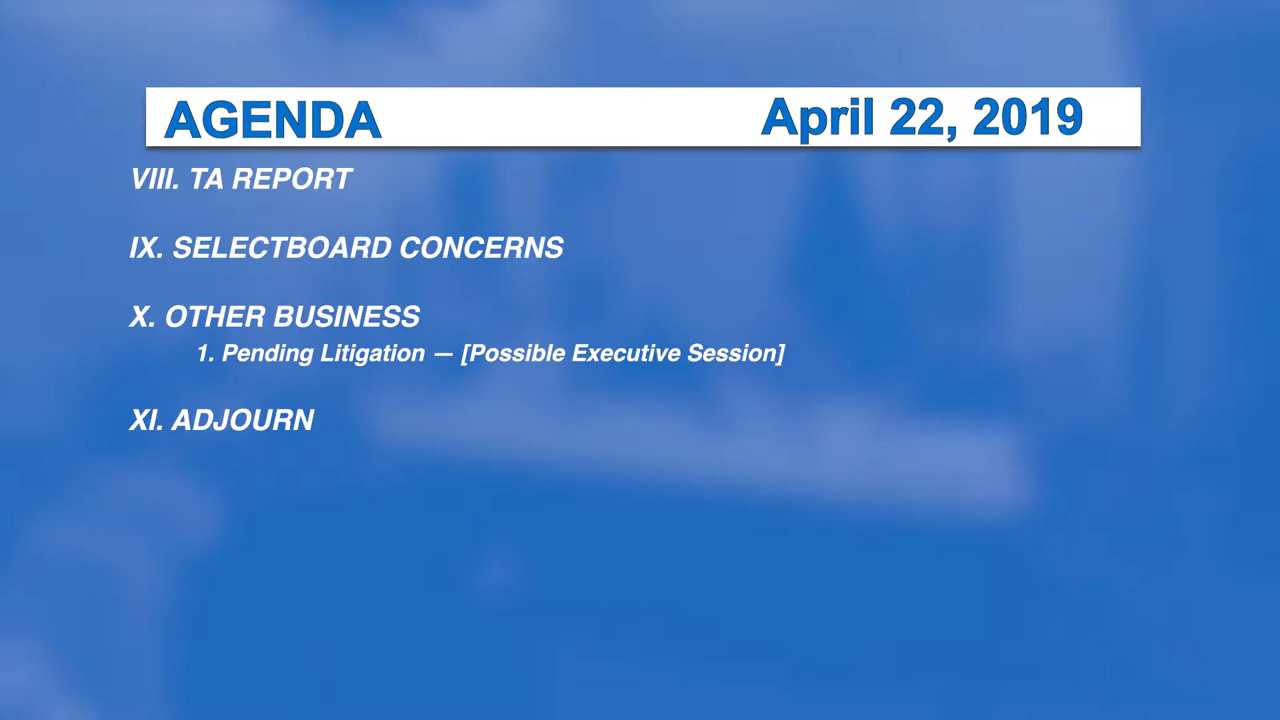 AGENDA April 22, 2019
VIII. TA REPORT
IX. SELECTBOARD CONCERNS
X. OTHER BUSINESS
1. Pending Litigation — [Possible Executive Session]
XI. ADJOURN